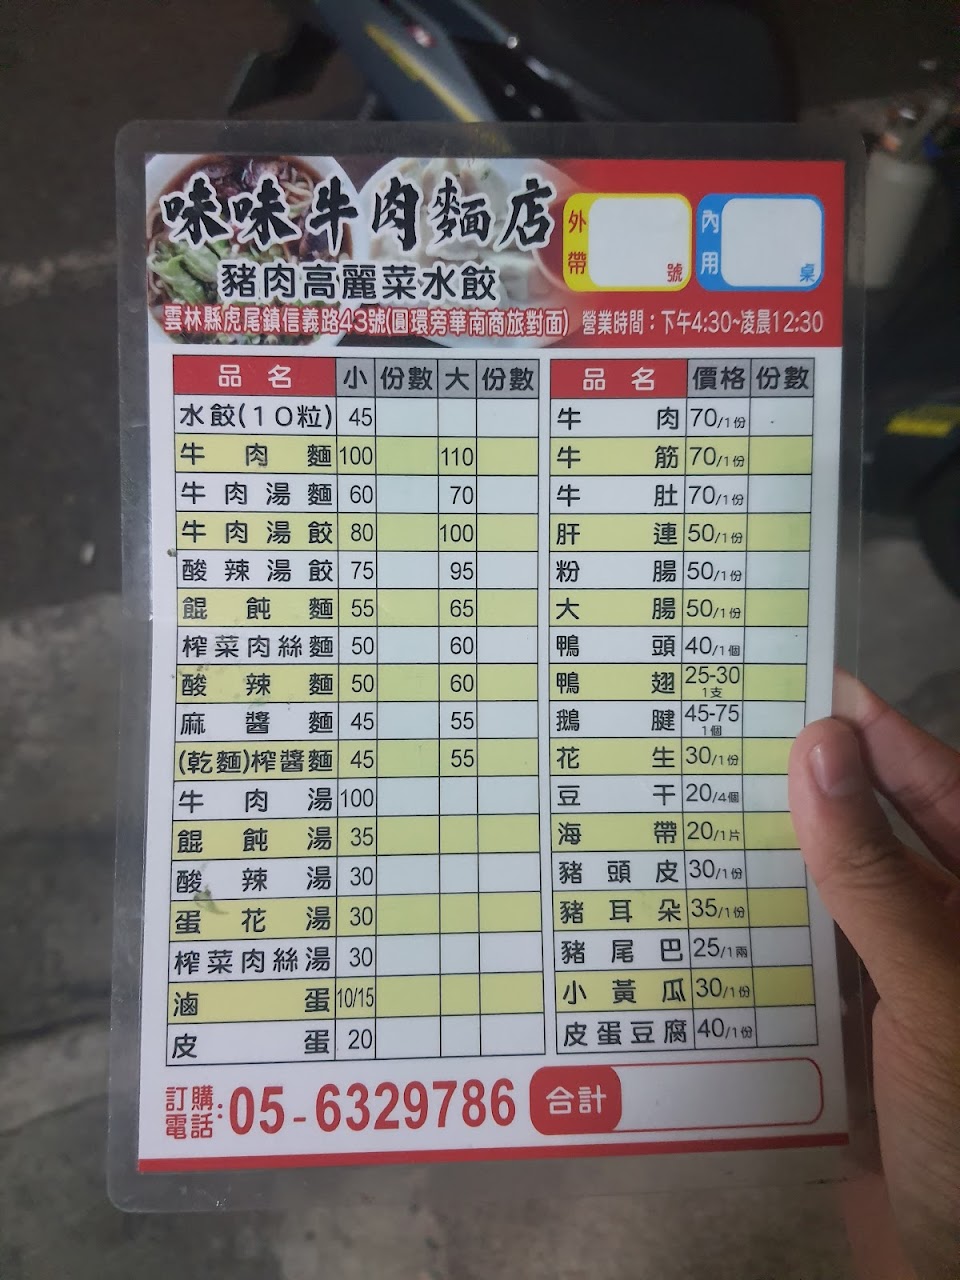 味味牛肉麵店
豬肉高麗菜水餃
外帶 號
內用 桌
雲林縣虎尾鎮信義路43號(圓環旁華南商旅對面) 營業時間：下午4:30~凌晨12:30
品名 小 份數 大 份數
水餃(10粒) 45
牛肉麵 100 110
牛肉湯麵 60 70
牛肉湯餃 80 100
酸辣湯餃 75 95
餛飩麵 55 65
榨菜肉絲麵 50 60
酸辣麵 50 60
麻醬麵 45 55
(乾麵)榨醬麵 45 55
牛肉湯 100
餛飩湯 35
酸辣湯 30
蛋花湯 30
榨菜肉絲湯 30
滷蛋 10/15
皮蛋 20
品名 價格 份數
牛肉 70/1份
牛筋 70/1份
牛肚 70/1份
肝連 50/1份
粉腸 50/1份
大腸 50/1份
鴨頭 40/1個
鴨翅 25-30 1支
鵝腱 45-75 1個
花生 30/1份
豆干 20/4個
海帶 20/1片
豬頭皮 30/1份
豬耳朵 35/1份
豬尾巴 25/1兩
小黃瓜 30/1份
皮蛋豆腐 40/1份
訂購電話:05-6329786
合計